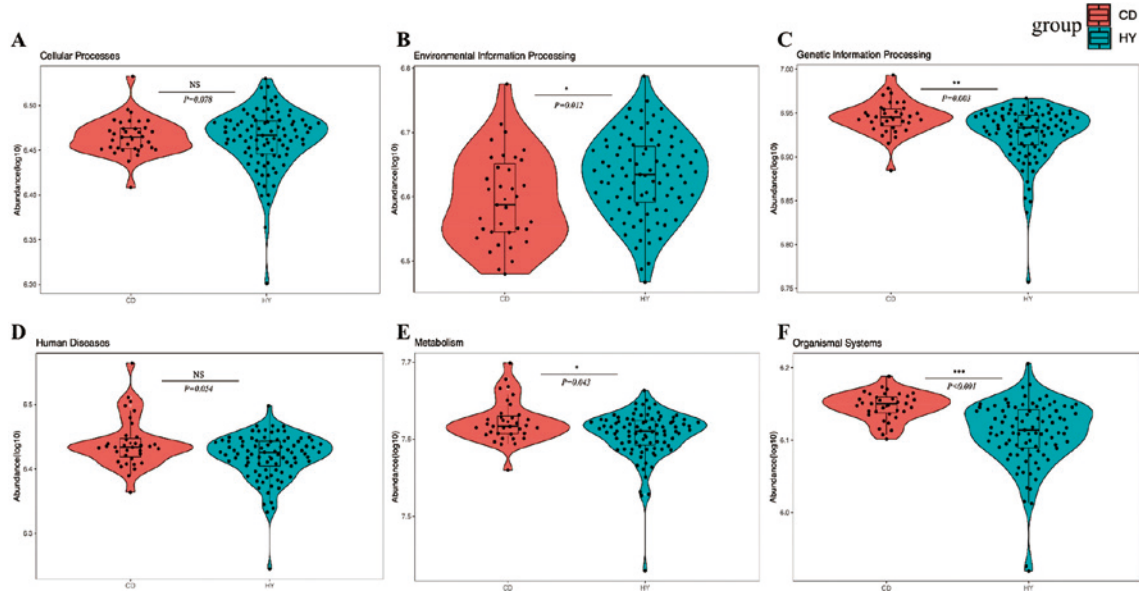 group
CD
HY
A
Cellular Processes
NS
P=0.078
6.50
6.45
6.40
6.35
6.30
Abundance(log10)
CD
HY
B
Environmental Information Processing
*
P=0.012
6.8
6.7
6.6
6.5
Abundance(log10)
CD
HY
C
Genetic Information Processing
**
P=0.003
7.00
6.95
6.90
6.85
Abundance(log10)
CD
HY
D
Human Diseases
NS
P=0.054
6.5
6.4
6.3
Abundance(log10)
CD
HY
E
Metabolism
*
P=0.043
7.7
7.6
7.5
Abundance(log10)
CD
HY
F
Organismal Systems
***
P<0.001
6.2
6.1
6.0
Abundance(log10)
CD
HY